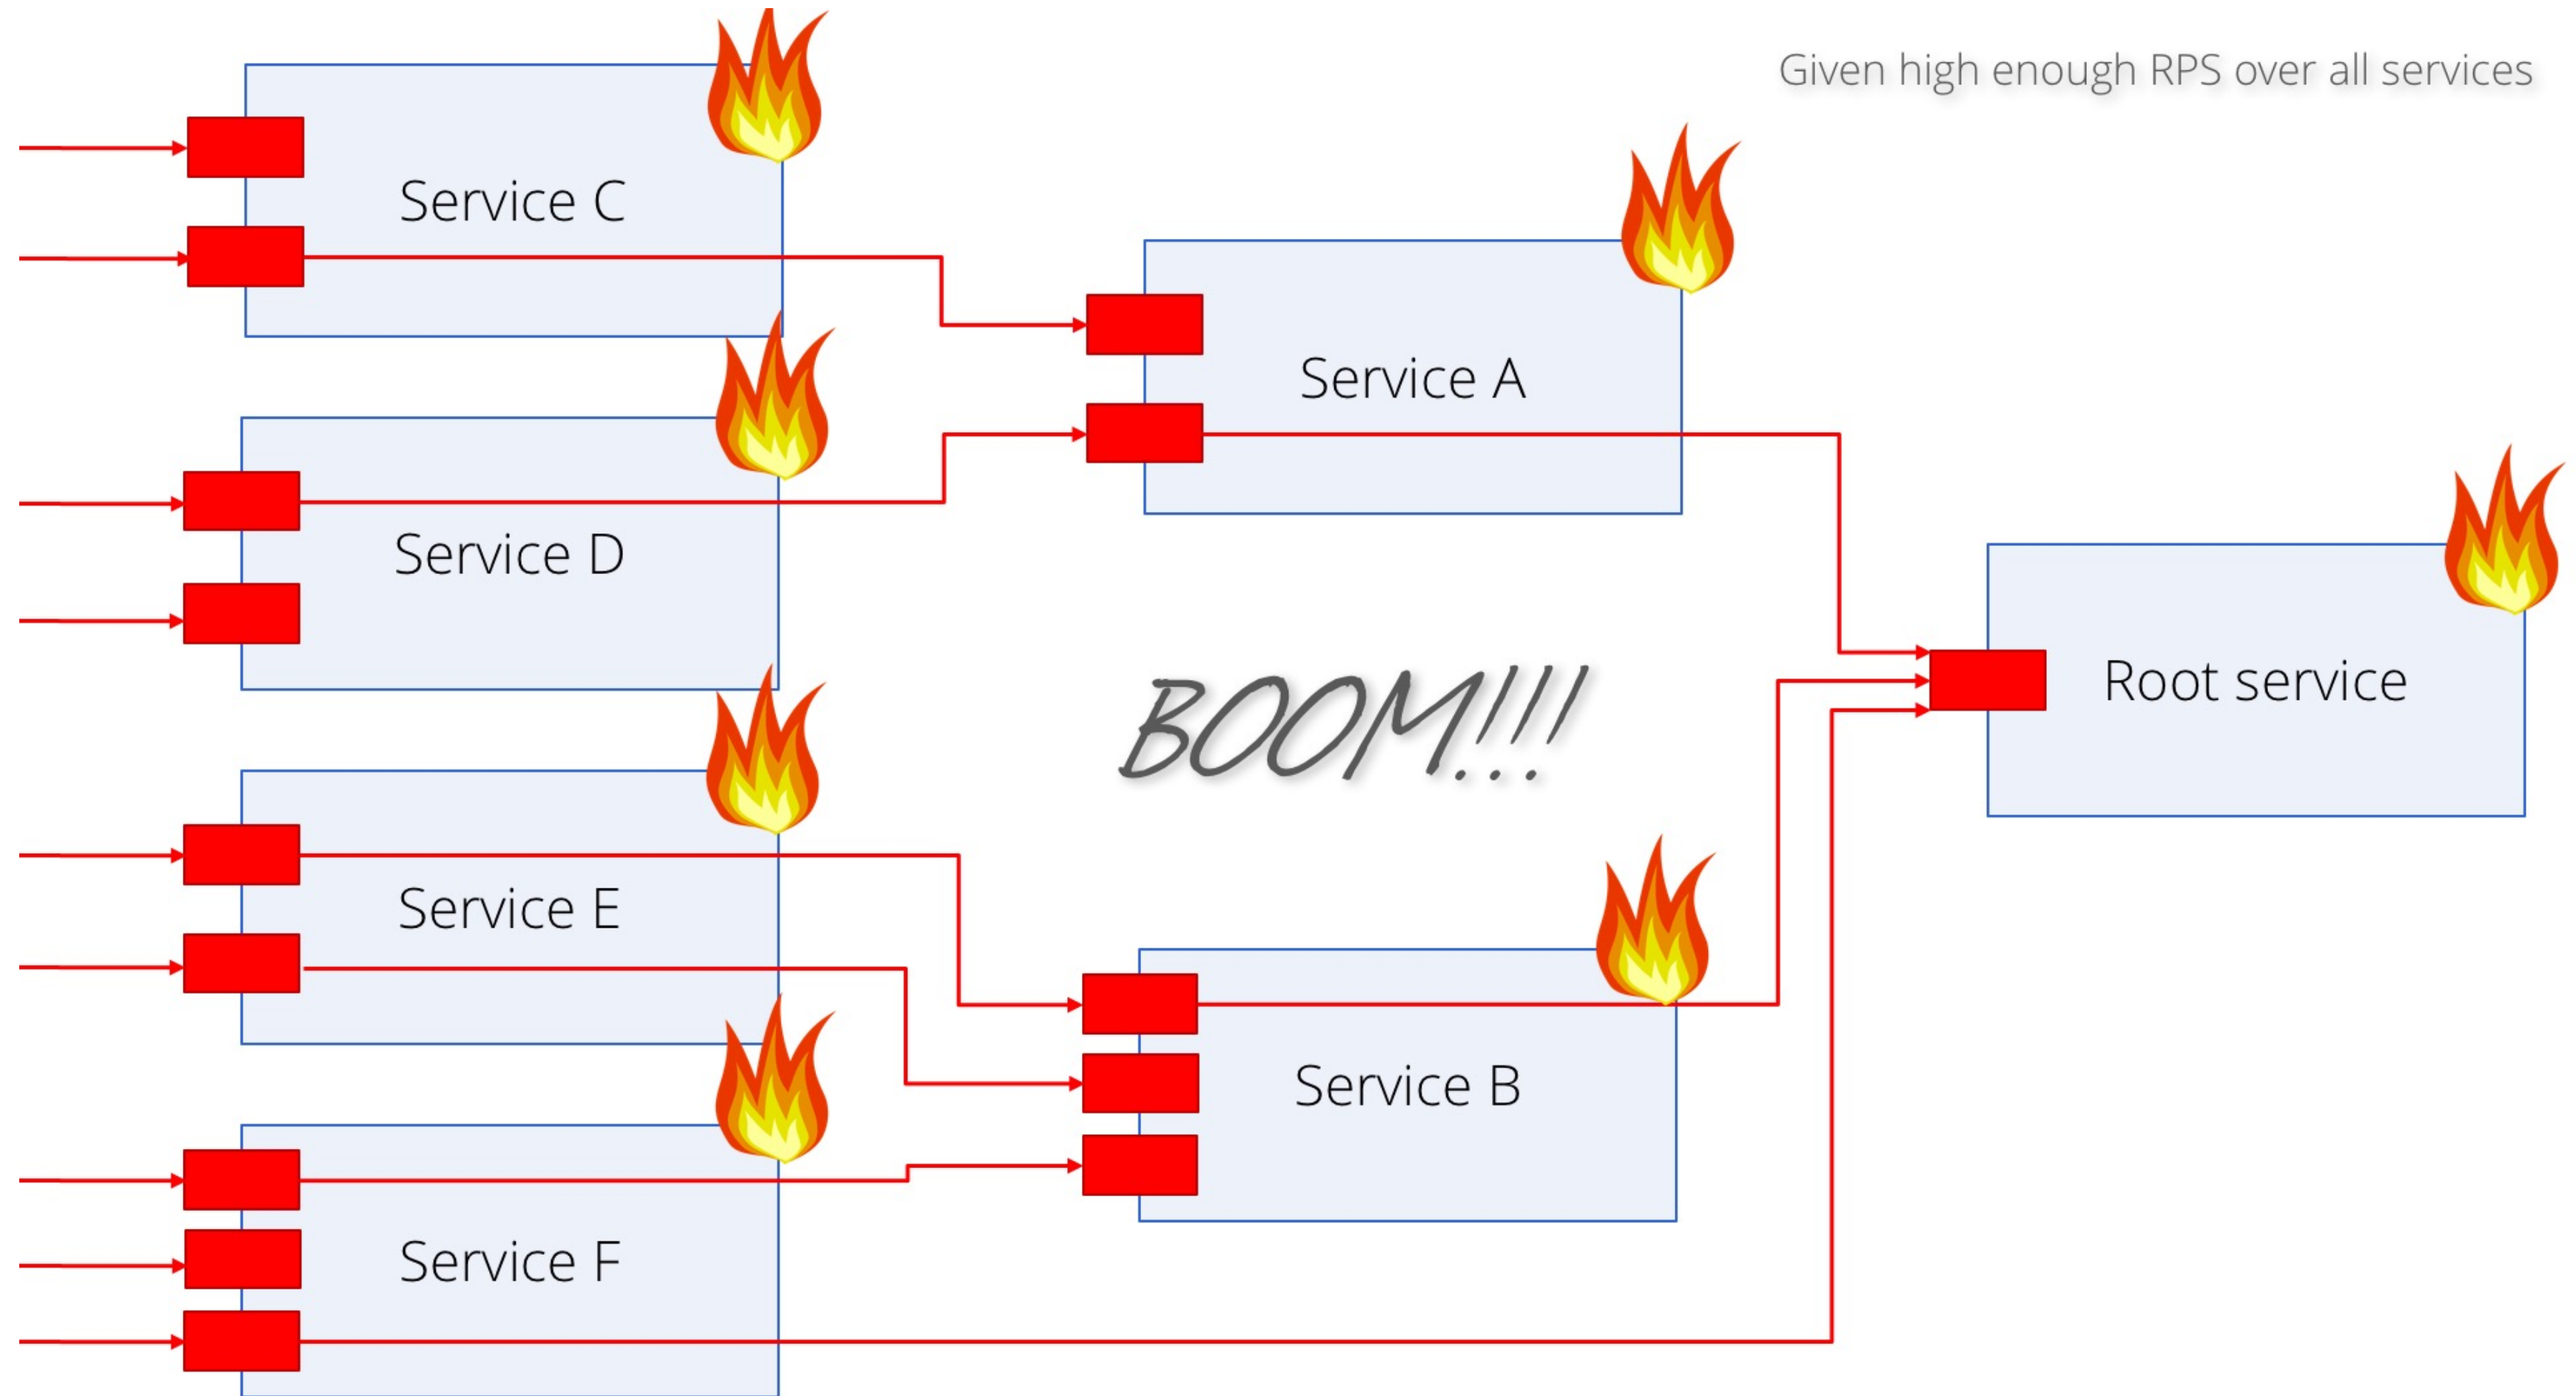 Given high enough RPS over all services
Service C
Service A
Service D
Root service
BOOM!!!
Service E
Service B
Service F